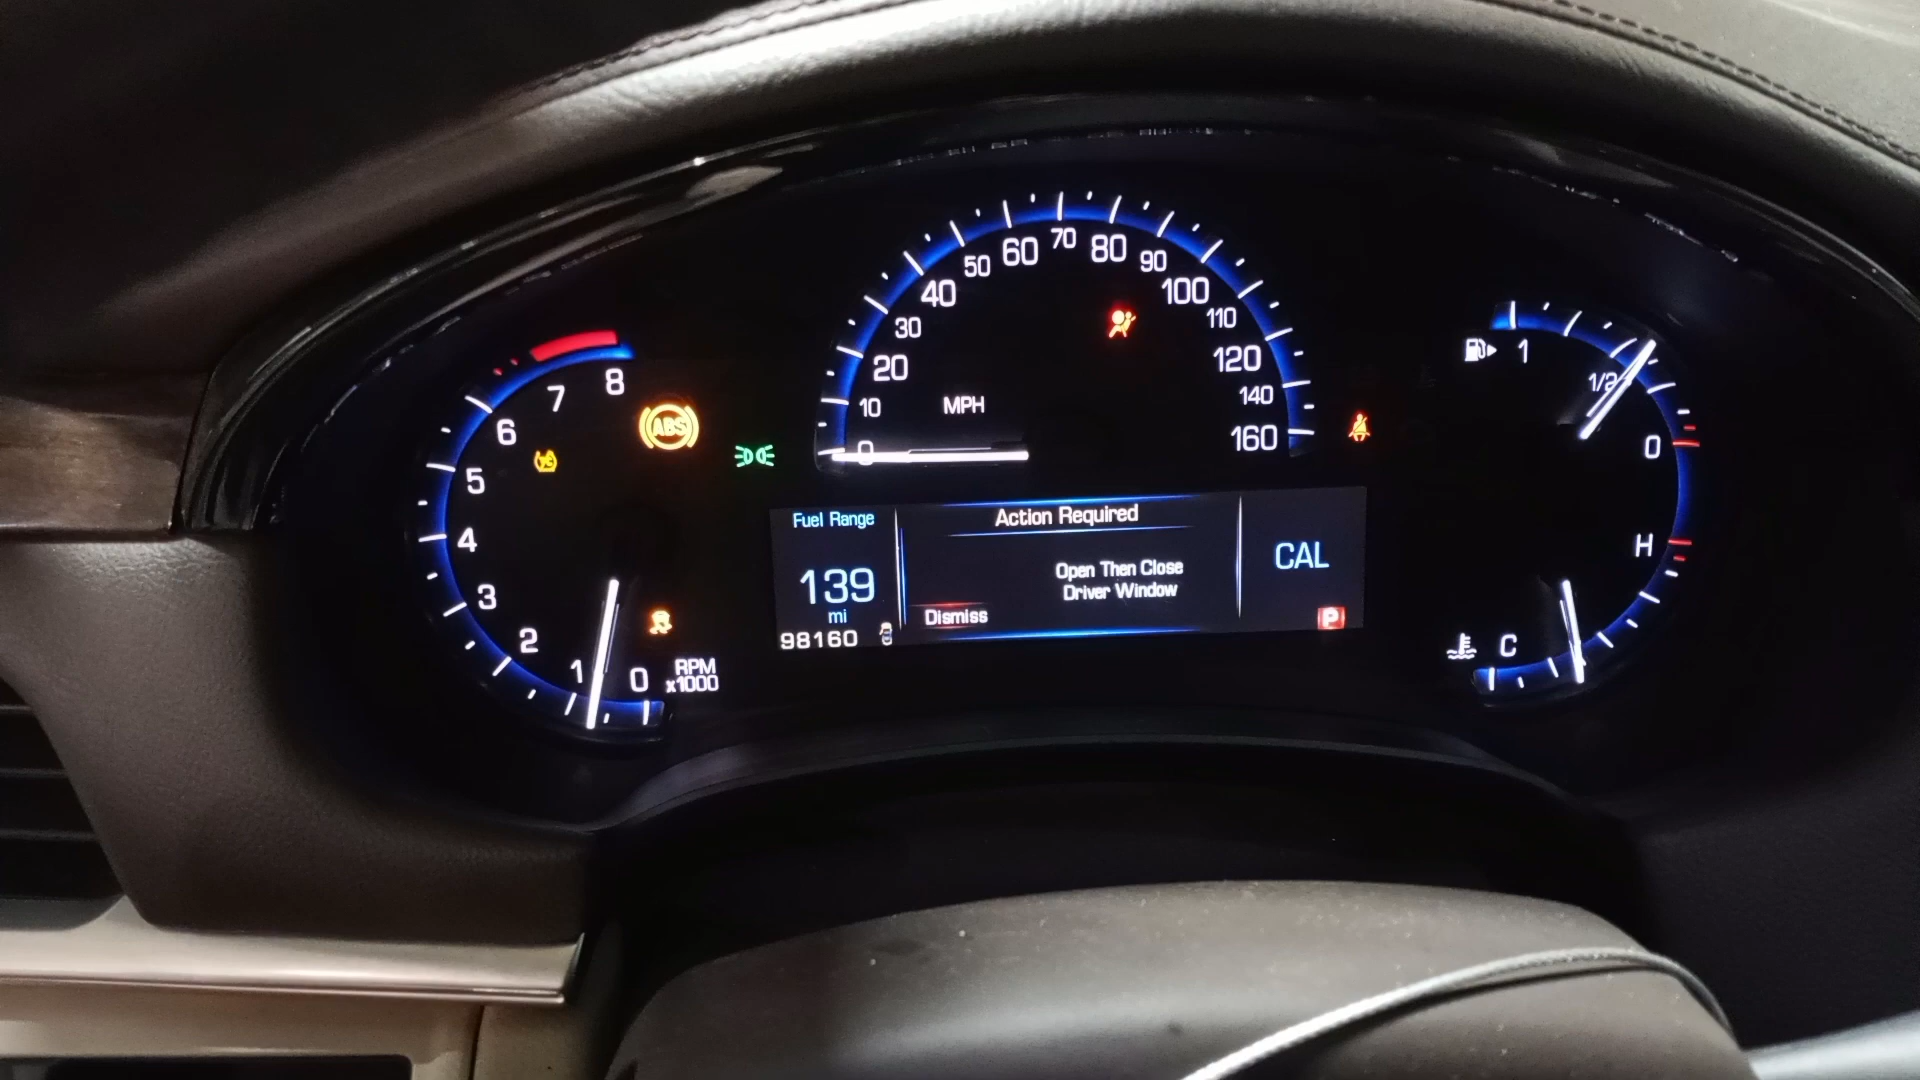 0
10
20
30
40
50
60
70
80
90
100
110
120
140
160
MPH
8
7
6
5
4
3
2
1
0
RPM
x1000
ABS
1
1/2
0
H
C
Fuel Range
139
mi
98160
Action Required
Open Then Close
Driver Window
Dismiss
CAL
P